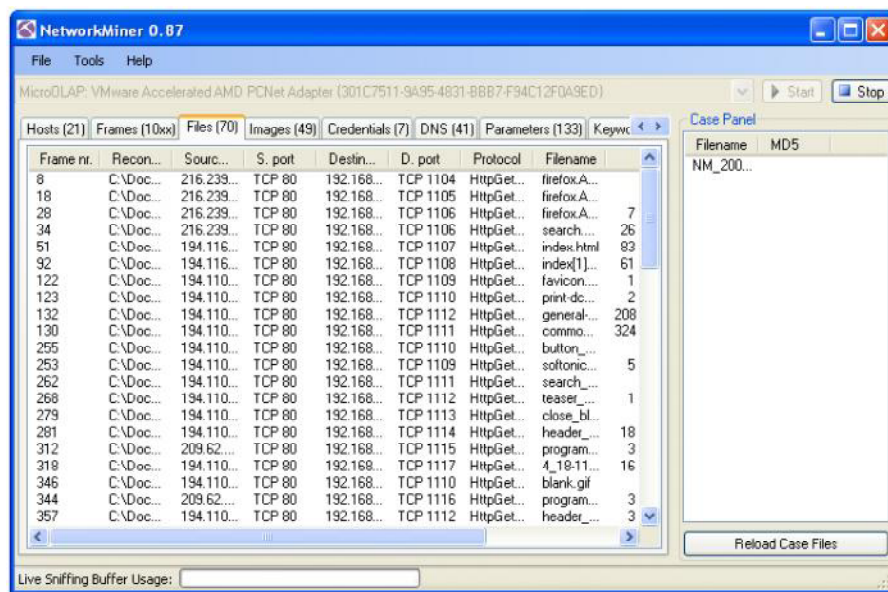 NetworkMiner 0.87
File Tools Help
MicroOLAP: VMware Accelerated AMD PCNet Adapter (301C7511-9A95-4831-BBB7-F94C12F0A9ED)
Start Stop
Hosts (21) Frames (10xx) Files (70) Images (49) Credentials (7) DNS (41) Parameters (133) Keywo
Case Panel
Filename MD5
NM_200...
Frame nr. Recon... Sourc... S. port Destin... D. port Protocol Filename
8 C:\Doc... 216.239... TCP 80 192.168... TCP 1104 HttpGet... firefox.A...
18 C:\Doc... 216.239... TCP 80 192.168... TCP 1105 HttpGet... firefox.A...
28 C:\Doc... 216.239... TCP 80 192.168... TCP 1106 HttpGet... firefox.A... 7
34 C:\Doc... 216.239... TCP 80 192.168... TCP 1106 HttpGet... search.... 26
51 C:\Doc... 194.116... TCP 80 192.168... TCP 1107 HttpGet... index.html 83
92 C:\Doc... 194.116... TCP 80 192.168... TCP 1108 HttpGet... index[1]... 61
122 C:\Doc... 194.110... TCP 80 192.168... TCP 1109 HttpGet... favicon.... 1
123 C:\Doc... 194.110... TCP 80 192.168... TCP 1110 HttpGet... print-dc... 2
132 C:\Doc... 194.110... TCP 80 192.168... TCP 1112 HttpGet... general-... 208
130 C:\Doc... 194.110... TCP 80 192.168... TCP 1111 HttpGet... commo... 324
255 C:\Doc... 194.110... TCP 80 192.168... TCP 1110 HttpGet... button_...
253 C:\Doc... 194.110... TCP 80 192.168... TCP 1109 HttpGet... softonic... 5
262 C:\Doc... 194.110... TCP 80 192.168... TCP 1111 HttpGet... search_...
268 C:\Doc... 194.110... TCP 80 192.168... TCP 1112 HttpGet... teaser_... 1
279 C:\Doc... 194.110... TCP 80 192.168... TCP 1113 HttpGet... close_bl...
281 C:\Doc... 194.110... TCP 80 192.168... TCP 1114 HttpGet... header_... 18
312 C:\Doc... 209.62.... TCP 80 192.168... TCP 1115 HttpGet... program... 3
318 C:\Doc... 194.110... TCP 80 192.168... TCP 1117 HttpGet... 4_18-11... 16
346 C:\Doc... 194.110... TCP 80 192.168... TCP 1110 HttpGet... blank.gif
344 C:\Doc... 209.62.... TCP 80 192.168... TCP 1116 HttpGet... program... 3
357 C:\Doc... 194.110... TCP 80 192.168... TCP 1112 HttpGet... header_... 3
Reload Case Files
Live Sniffing Buffer Usage: